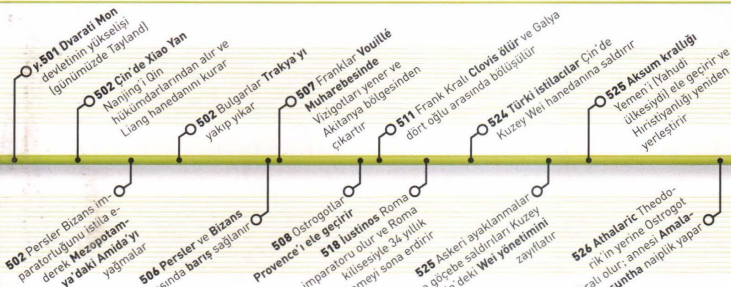 y.501 Dvarati Mon
devletinin yükselişi
(günümüzde Tayland)
502 Çin'de Xiao Yan
Nanjing'i Qin
hükümdarlarından alır ve
Liang hanedanını kurar
502 Bulgarlar Trakya'yı
yakıp yıkar
507 Franklar Vouillé
Muharebesinde
Vizigotları yener ve
Akitanya bölgesinden
çıkartır
511 Frank Kralı Clovis ölür ve Galya
dört oğlu arasında bölüşülür
524 Türki istilacılar Çin'de
Kuzey Wei hanedanına saldırır
525 Aksum krallığı
Yemen'i (Yahudi
ülkesiydi) ele geçirir ve
Hıristiyanlığı yeniden
yerleştirir
502 Persler Bizans im-
paratorluğunu istila e-
derek Mezopotam-
ya'daki Amida'yı
yağmalar
506 Persler ve Bizans
sında barış sağlanır
508 Ostrogotlar
Provence'i ele geçirir
518 Iustinos Roma
imparatoru olur ve Roma
kilisesiyle 34 yıllık
meyi sona erdirir
525 Askeri ayaklanmalar
göçebe saldırıları Kuzey
'deki Wei yönetimini
zayıflatır
526 Athalaric Theodo-
rik'in yerine Ostrogot
ralı olur; annesi Amala-
suntha naiplik yapar